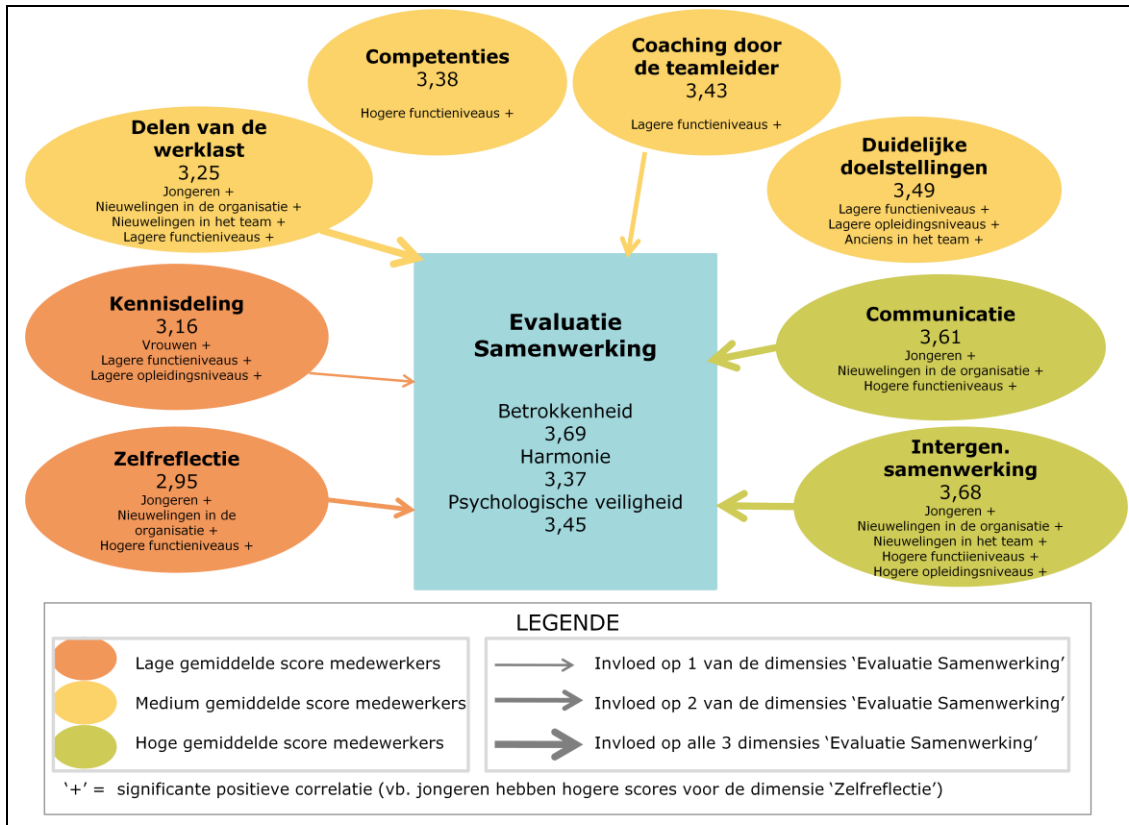 Competenties
3,38
Hogere functieniveaus +
Coaching door
de teamleider
3,43
Lagere functieniveaus +
Delen van de
werklast
3,25
Jongeren +
Nieuwelingen in de organisatie +
Nieuwelingen in het team +
Lagere functieniveaus +
Duidelijke
doelstellingen
3,49
Lagere functieniveaus +
Lagere opleidingsniveaus +
Anciens in het team +
Kennisdeling
3,16
Vrouwen +
Lagere functieniveaus +
Lagere opleidingsniveaus +
Evaluatie
Samenwerking
Betrokkenheid
3,69
Harmonie
3,37
Psychologische veiligheid
3,45
Communicatie
3,61
Jongeren +
Nieuwelingen in de organisatie +
Hogere functieniveaus +
Zelfreflectie
2,95
Jongeren +
Nieuwelingen in de
organisatie +
Hogere functieniveaus +
Intergen.
samenwerking
3,68
Jongeren +
Nieuwelingen in de organisatie +
Nieuwelingen in het team +
Hogere functiieniveaus +
Hogere opleidingsniveaus +
LEGENDE
Lage gemiddelde score medewerkers
Medium gemiddelde score medewerkers
Hoge gemiddelde score medewerkers
Invloed op 1 van de dimensies ‘Evaluatie Samenwerking’
Invloed op 2 van de dimensies ‘Evaluatie Samenwerking’
Invloed op alle 3 dimensies ‘Evaluatie Samenwerking’
‘+’ = significante positieve correlatie (vb. jongeren hebben hogere scores voor de dimensie ‘Zelfreflectie’)